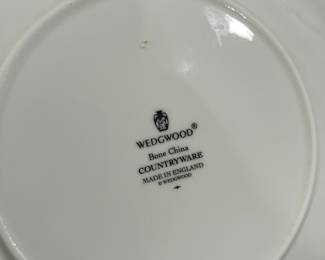 WEDGWOOD®
Bone China
COUNTRYWARE
MADE IN ENGLAND
© WEDGWOOD